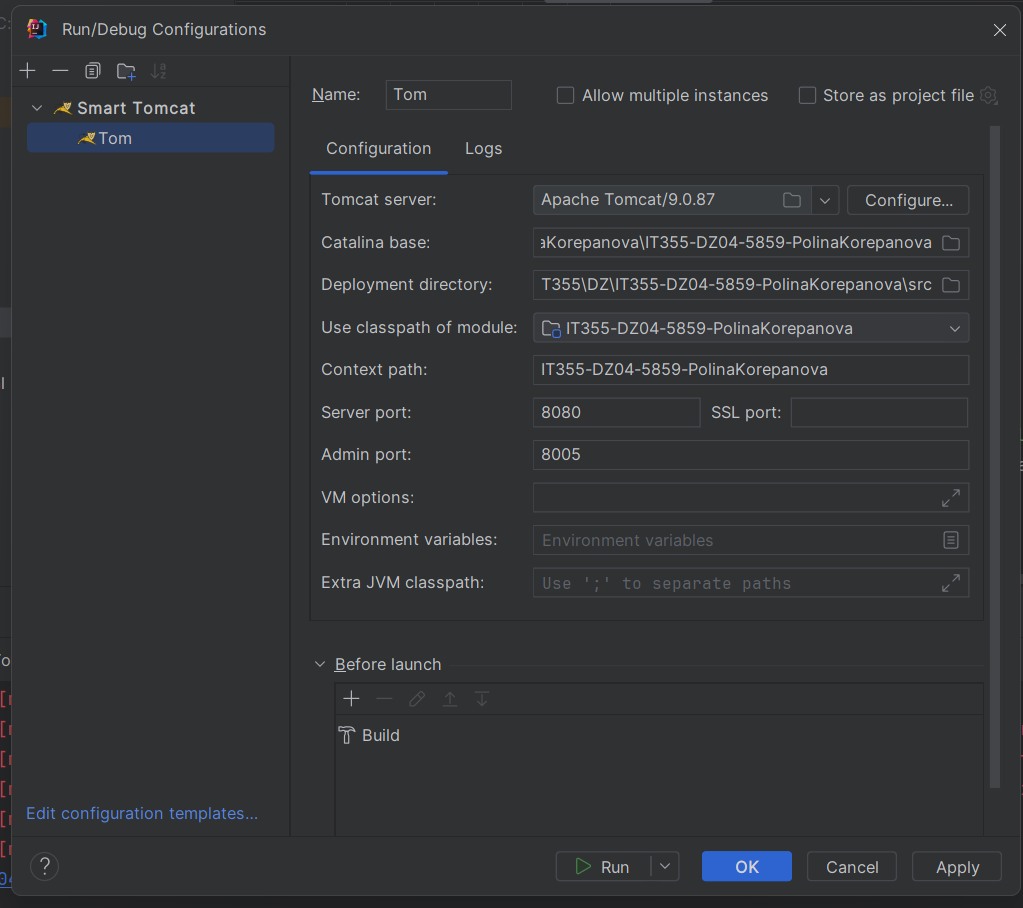 Run/Debug Configurations
Smart Tomcat
Tom
Edit configuration templates...
Name: Tom Allow multiple instances Store as project file
Configuration Logs
Tomcat server: Apache Tomcat/9.0.87 Configure...
Catalina base: aKorepanova\IT355-DZ04-5859-PolinaKorepanova
Deployment directory: T355\DZ\IT355-DZ04-5859-PolinaKorepanova\src
Use classpath of module: IT355-DZ04-5859-PolinaKorepanova
Context path: IT355-DZ04-5859-PolinaKorepanova
Server port: 8080 SSL port:
Admin port: 8005
VM options:
Environment variables: Environment variables
Extra JVM classpath: Use ';' to separate paths
Before launch
Build
? Run OK Cancel Apply